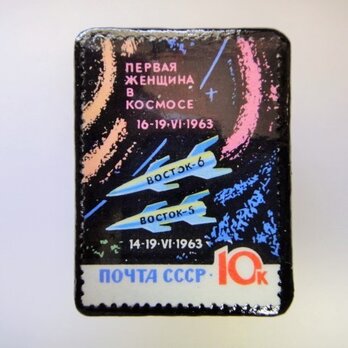 ПЕРВАЯ
ЖЕНЩИНА
В
КОСМОСЕ
16-19·VI·1963
ВОСТОК-6
ВОСТОК-5
14-19·VI·1963
ПОЧТА СССР · 10К